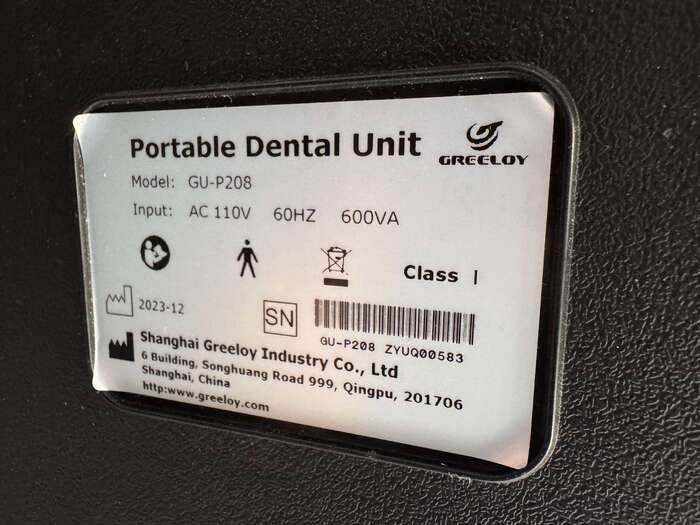 Portable Dental Unit
GREELOY
Model: GU-P208
Input: AC 110V 60HZ 600VA
Class I
2023-12
SN
GU-P208 ZYUQ00583
Shanghai Greeloy Industry Co., Ltd
6 Building, Songhuang Road 999, Qingpu, 201706
Shanghai, China
http:www.greeloy.com